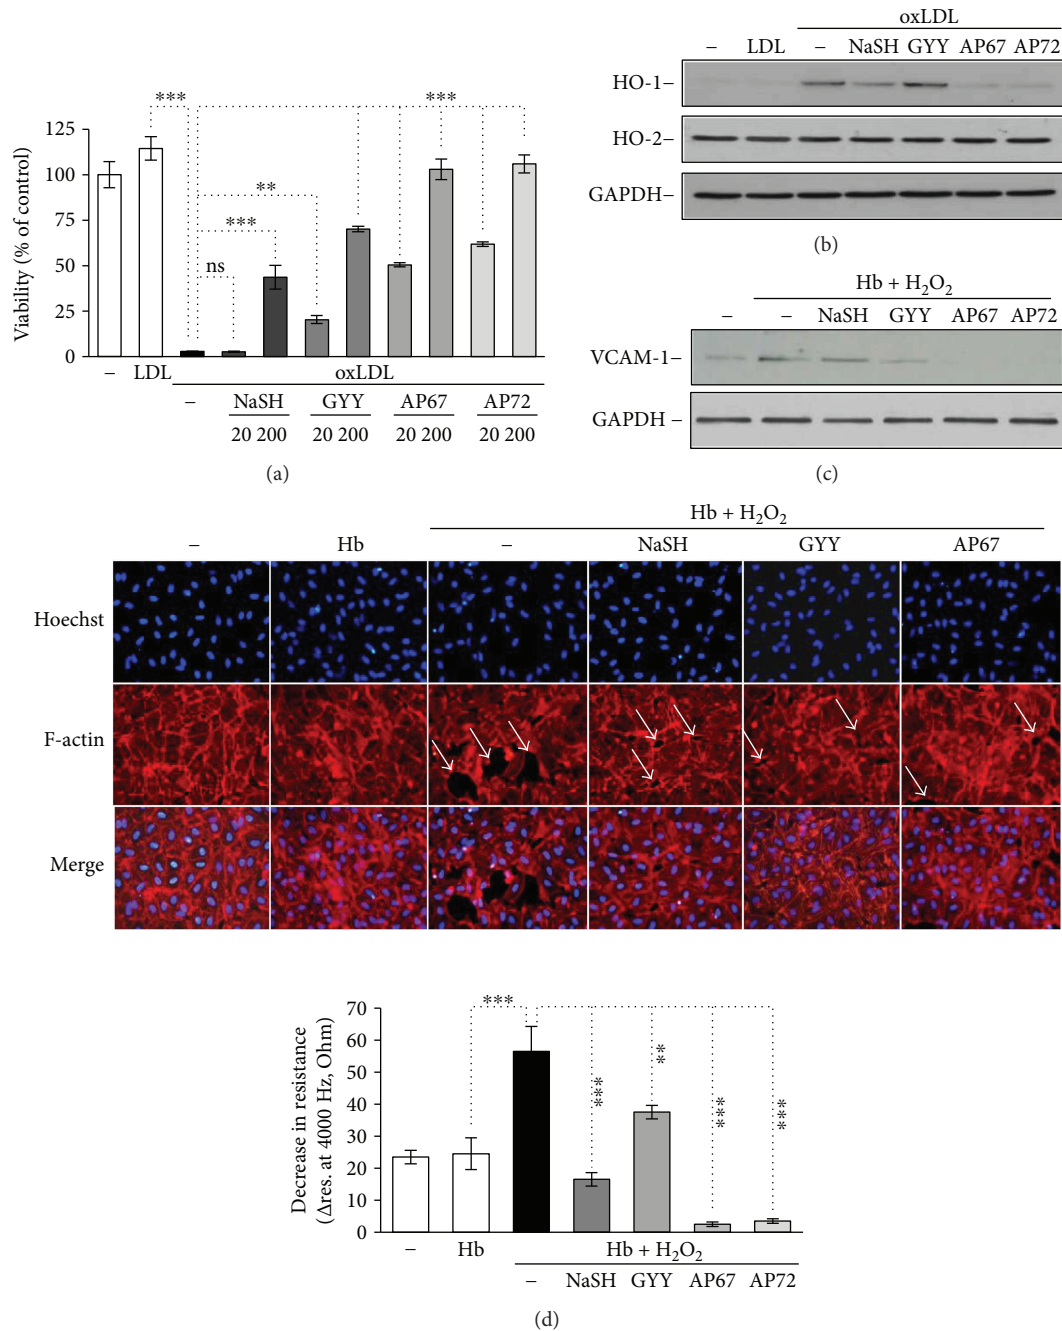 ***
***
**
***
ns
Viability (% of control)
125
100
75
50
25
0
– LDL oxLDL
– NaSH GYY AP67 AP72
20 200 20 200 20 200 20 200
(a)
oxLDL
– LDL – NaSH GYY AP67 AP72
HO-1–
HO-2–
GAPDH–
(b)
Hb + H₂O₂
– – NaSH GYY AP67 AP72
VCAM-1–
GAPDH –
(c)
Hb + H₂O₂
– Hb – NaSH GYY AP67
Hoechst
F-actin
Merge
Decrease in resistance
(Δres. at 4000 Hz, Ohm)
70
60
50
40
30
20
10
0
***
***
**
***
***
– Hb Hb + H₂O₂
– NaSH GYY AP67 AP72
(d)